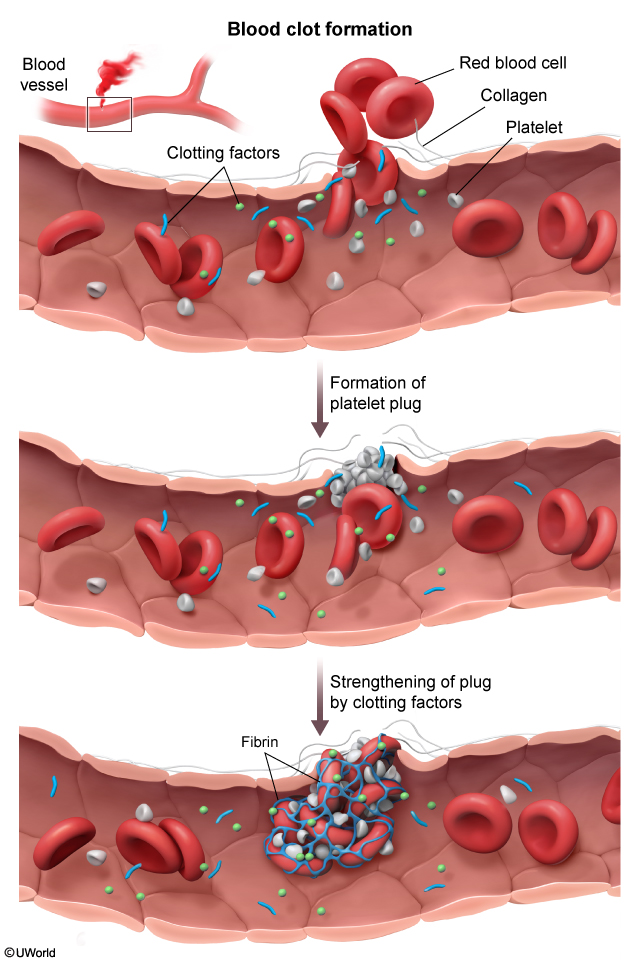 Blood clot formation
Blood
vessel
Red blood cell
Collagen
Platelet
Clotting factors
Formation of
platelet plug
Strengthening of plug
by clotting factors
Fibrin
©UWorld